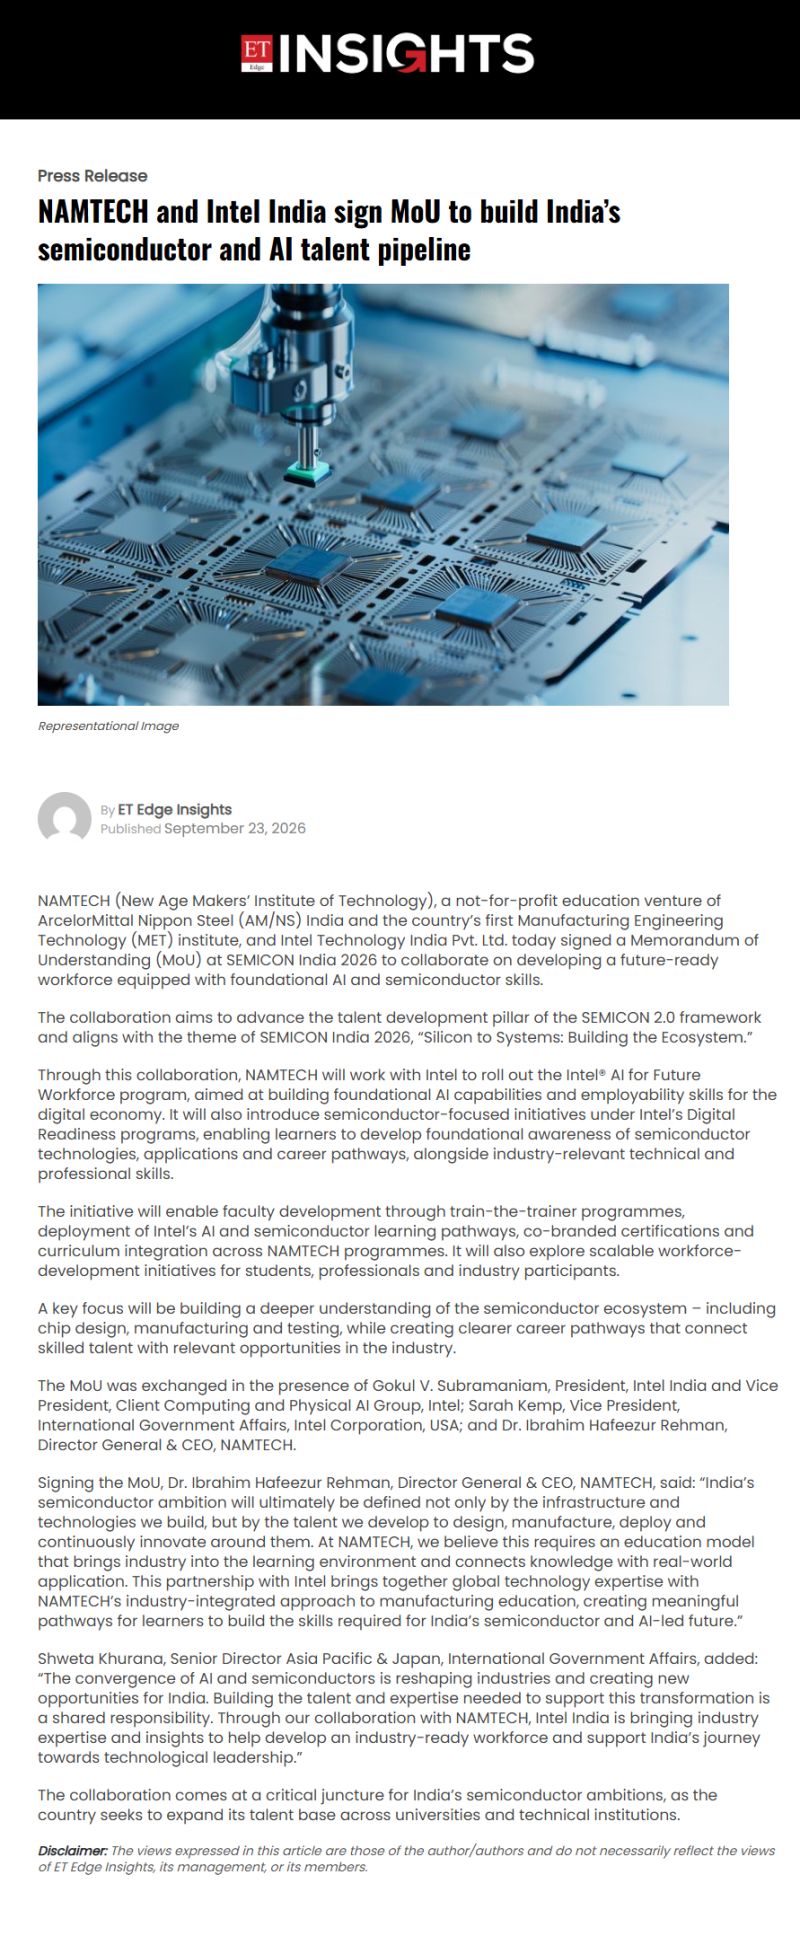 ET
Edge
INSIGHTS
Press Release
NAMTECH and Intel India sign MoU to build India’s
semiconductor and AI talent pipeline
Representational Image
By ET Edge Insights
Published September 23, 2026
NAMTECH (New Age Makers’ Institute of Technology), a not-for-profit education venture of
ArcelorMittal Nippon Steel (AM/NS) India and the country’s first Manufacturing Engineering
Technology (MET) institute, and Intel Technology India Pvt. Ltd. today signed a Memorandum of
Understanding (MoU) at SEMICON India 2026 to collaborate on developing a future-ready
workforce equipped with foundational AI and semiconductor skills.
The collaboration aims to advance the talent development pillar of the SEMICON 2.0 framework
and aligns with the theme of SEMICON India 2026, “Silicon to Systems: Building the Ecosystem.”
Through this collaboration, NAMTECH will work with Intel to roll out the Intel® AI for Future
Workforce program, aimed at building foundational AI capabilities and employability skills for the
digital economy. It will also introduce semiconductor-focused initiatives under Intel’s Digital
Readiness programs, enabling learners to develop foundational awareness of semiconductor
technologies, applications and career pathways, alongside industry-relevant technical and
professional skills.
The initiative will enable faculty development through train-the-trainer programmes,
deployment of Intel’s AI and semiconductor learning pathways, co-branded certifications and
curriculum integration across NAMTECH programmes. It will also explore scalable workforce-
development initiatives for students, professionals and industry participants.
A key focus will be building a deeper understanding of the semiconductor ecosystem – including
chip design, manufacturing and testing, while creating clearer career pathways that connect
skilled talent with relevant opportunities in the industry.
The MoU was exchanged in the presence of Gokul V. Subramaniam, President, Intel India and Vice
President, Client Computing and Physical AI Group, Intel; Sarah Kemp, Vice President,
International Government Affairs, Intel Corporation, USA; and Dr. Ibrahim Hafeezur Rehman,
Director General & CEO, NAMTECH.
Signing the MoU, Dr. Ibrahim Hafeezur Rehman, Director General & CEO, NAMTECH, said: “India’s
semiconductor ambition will ultimately be defined not only by the infrastructure and
technologies we build, but by the talent we develop to design, manufacture, deploy and
continuously innovate around them. At NAMTECH, we believe this requires an education model
that brings industry into the learning environment and connects knowledge with real-world
application. This partnership with Intel brings together global technology expertise with
NAMTECH’s industry-integrated approach to manufacturing education, creating meaningful
pathways for learners to build the skills required for India’s semiconductor and AI-led future.”
Shweta Khurana, Senior Director Asia Pacific & Japan, International Government Affairs, added:
“The convergence of AI and semiconductors is reshaping industries and creating new
opportunities for India. Building the talent and expertise needed to support this transformation is
a shared responsibility. Through our collaboration with NAMTECH, Intel India is bringing industry
expertise and insights to help develop an industry-ready workforce and support India’s journey
towards technological leadership.”
The collaboration comes at a critical juncture for India’s semiconductor ambitions, as the
country seeks to expand its talent base across universities and technical institutions.
Disclaimer: The views expressed in this article are those of the author/authors and do not necessarily reflect the views
of ET Edge Insights, its management, or its members.